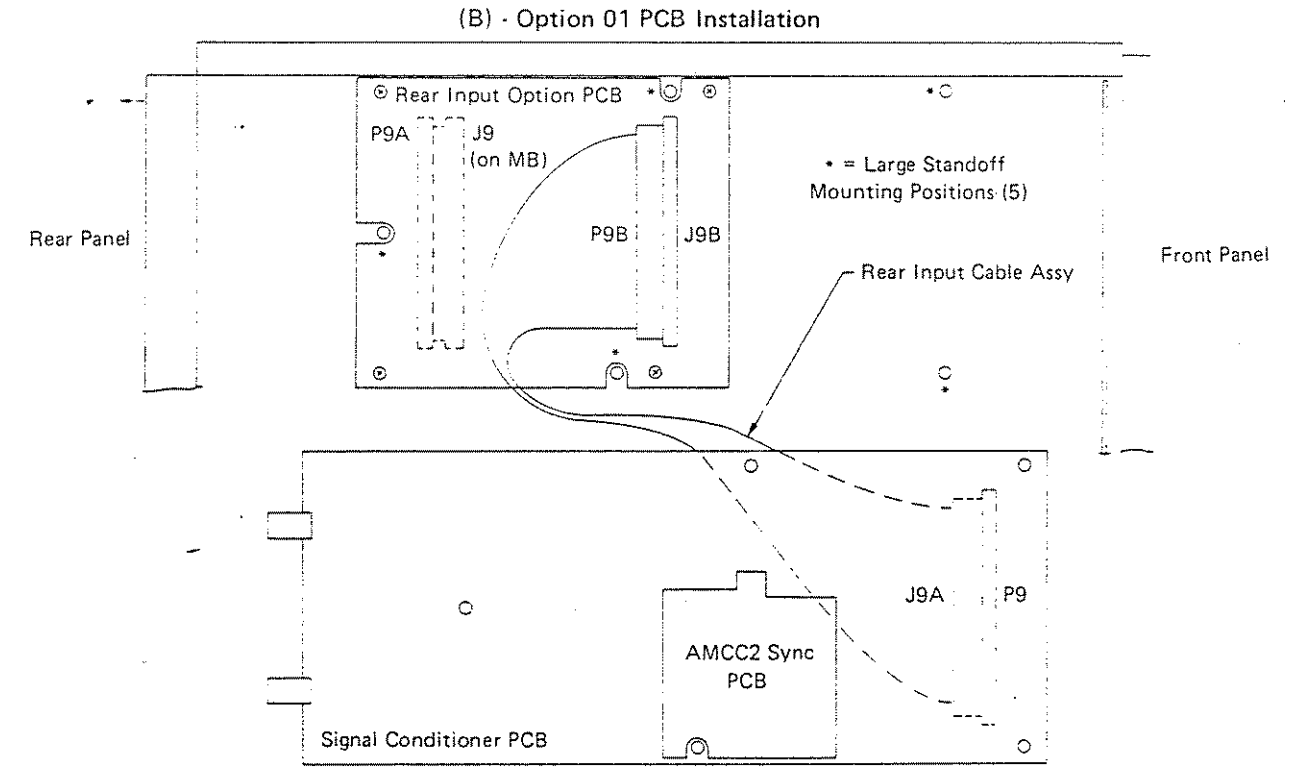 (B) - Option 01 PCB Installation
Rear Input Option PCB
P9A
J9
(on MB)
* = Large Standoff
Mounting Positions (5)
Rear Panel
P9B
J9B
Front Panel
Rear Input Cable Assy
J9A
P9
AMCC2 Sync
PCB
Signal Conditioner PCB